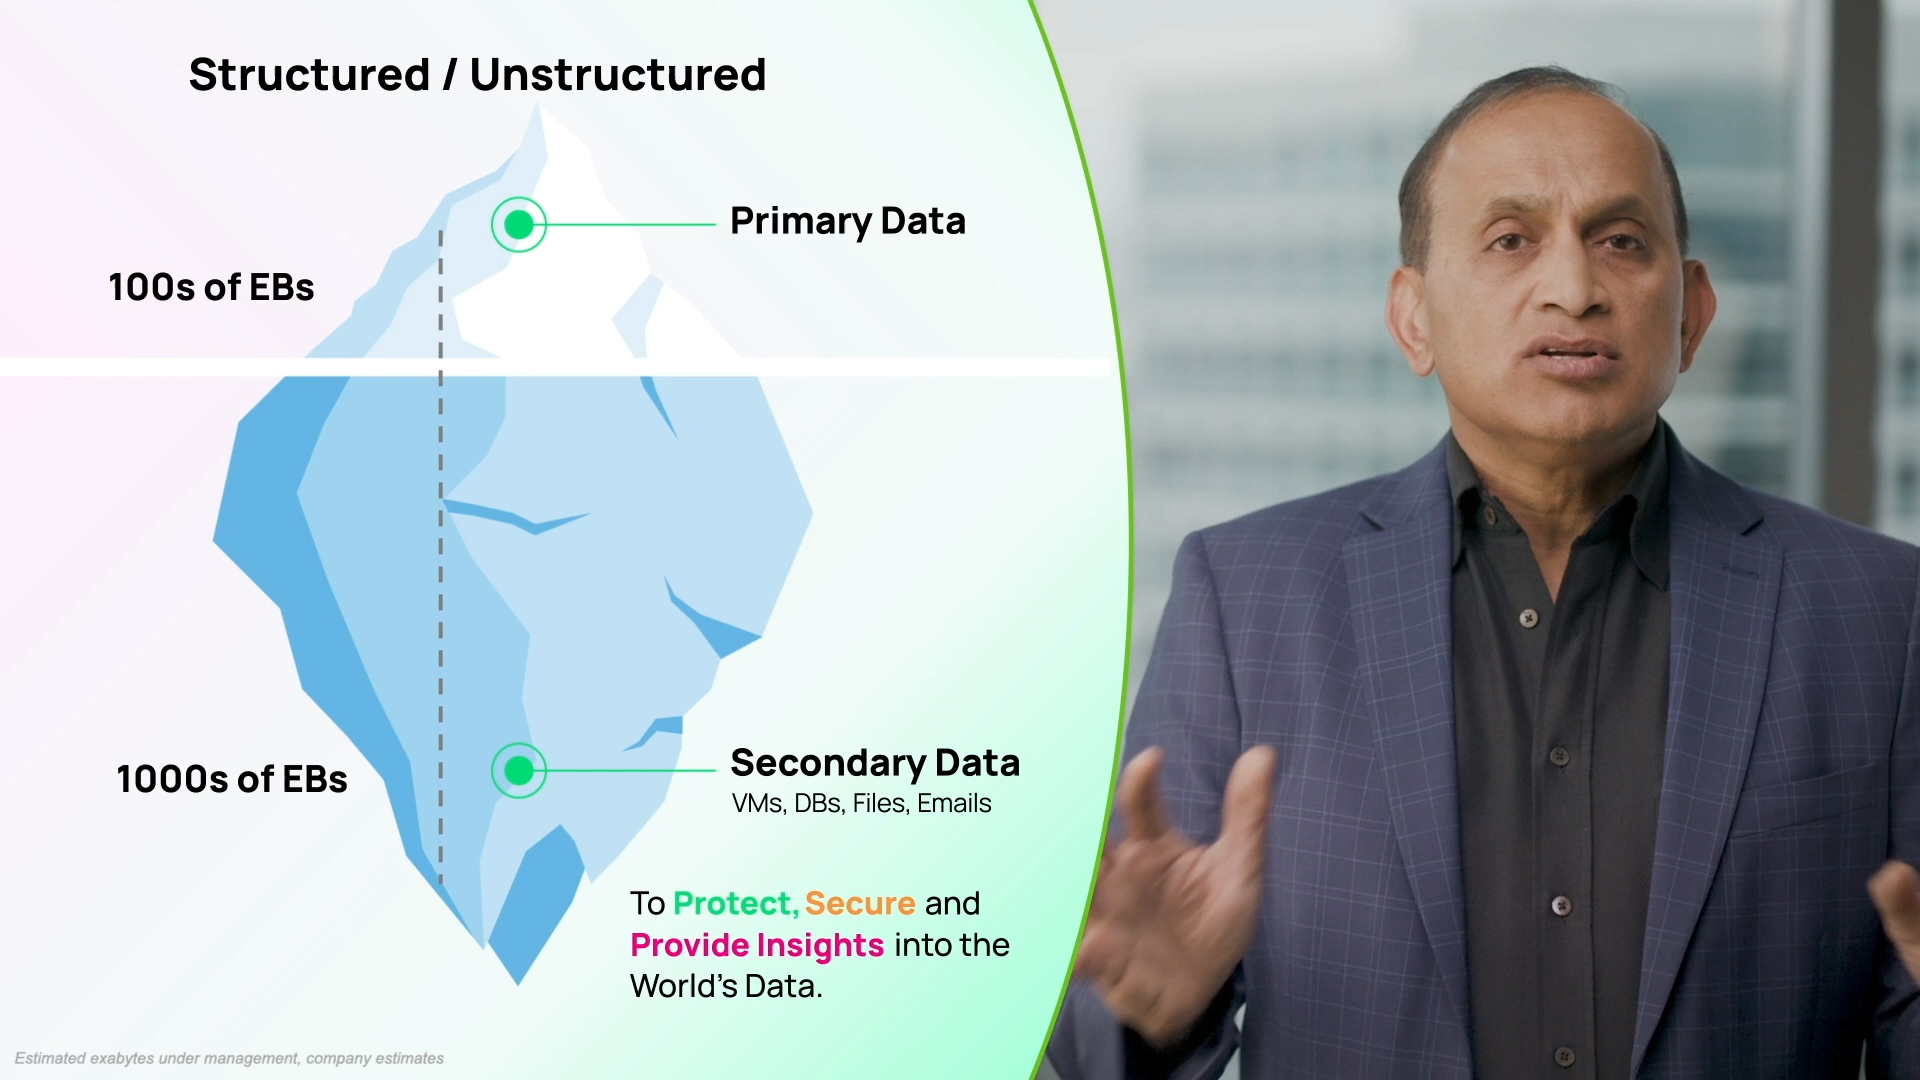 Structured / Unstructured
Primary Data
100s of EBs
1000s of EBs
Secondary Data
VMs, DBs, Files, Emails
To Protect, Secure and
Provide Insights into the
World's Data.
Estimated exabytes under management, company estimates